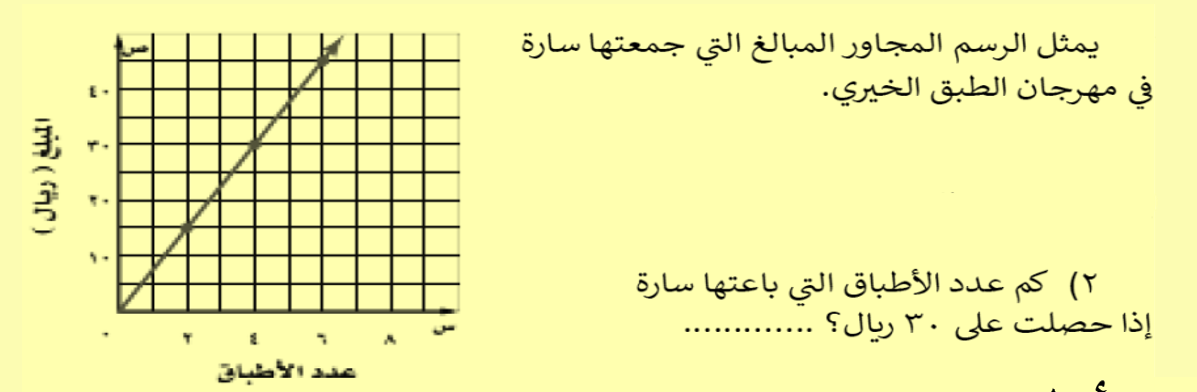 يمثل الرسم المجاور المبالغ التي جمعتها سارة
في مهرجان الطبق الخيري.
٢) كم عدد الأطباق التي باعتها سارة
إذا حصلت على ٣٠ ريال؟ .............
ص
٤٠
٣٠
٢٠
١٠
المبلغ ( ريال )
٠ ٢ ٤ ٦ ٨ س
عدد الأطباق